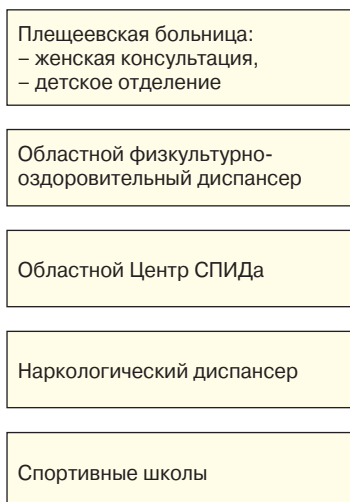 Плещеевская больница:
– женская консультация,
– детское отделение
Областной физкультурно-
оздоровительный диспансер
Областной Центр СПИДа
Наркологический диспансер
Спортивные школы